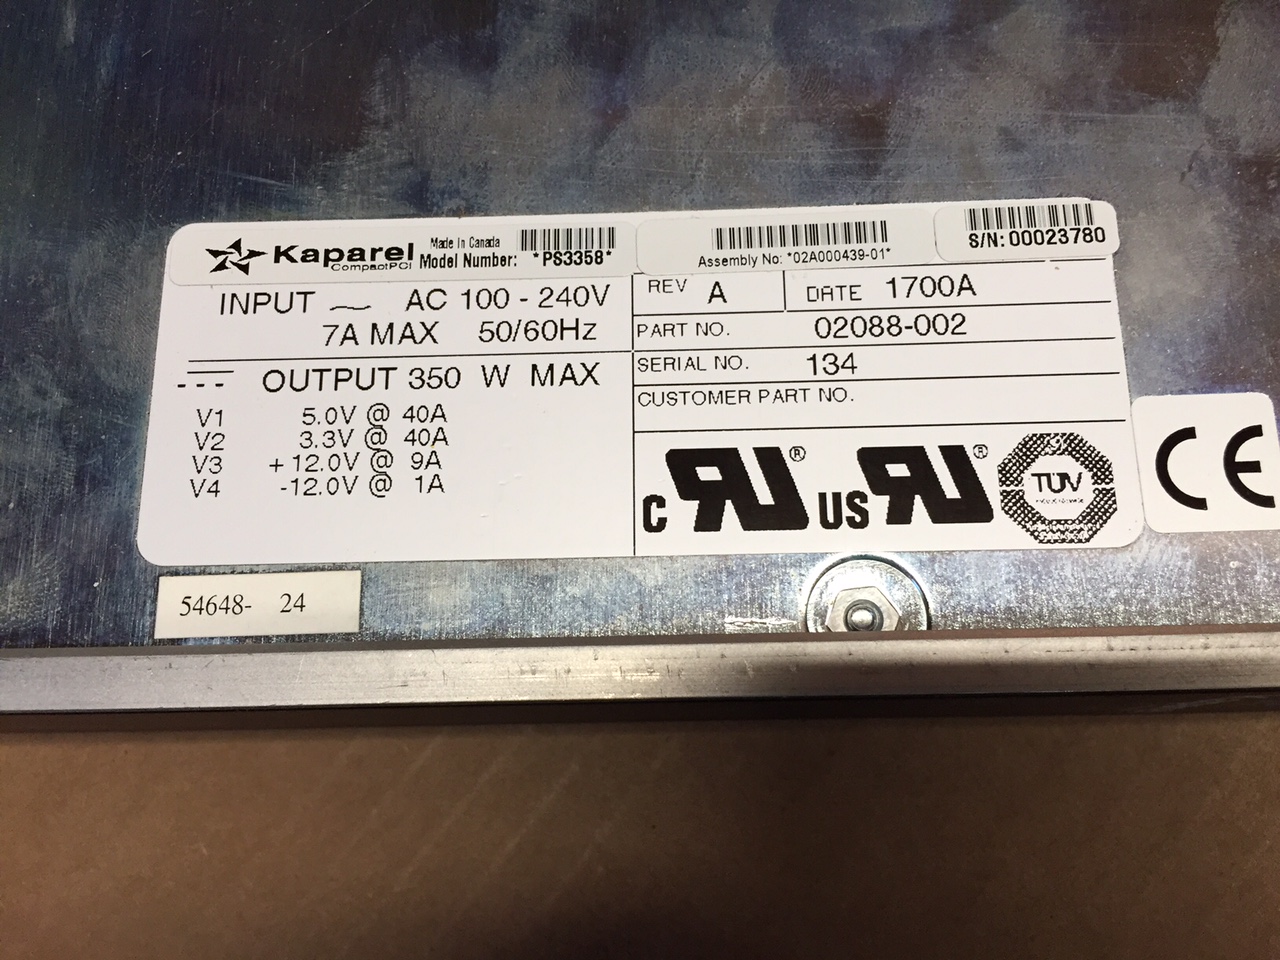 Kaparel
CompactPCI
Made In Canada
Model Number: *PS3358*
Assembly No: *02A000439-01*
S/N: 00023780
INPUT AC 100 - 240V
7A MAX 50/60Hz
OUTPUT 350 W MAX
V1 5.0V @ 40A
V2 3.3V @ 40A
V3 +12.0V @ 9A
V4 -12.0V @ 1A
REV A DATE 1700A
PART NO. 02088-002
SERIAL NO. 134
CUSTOMER PART NO.
C RU ® US RU ®
TÜV
CE
54648- 24